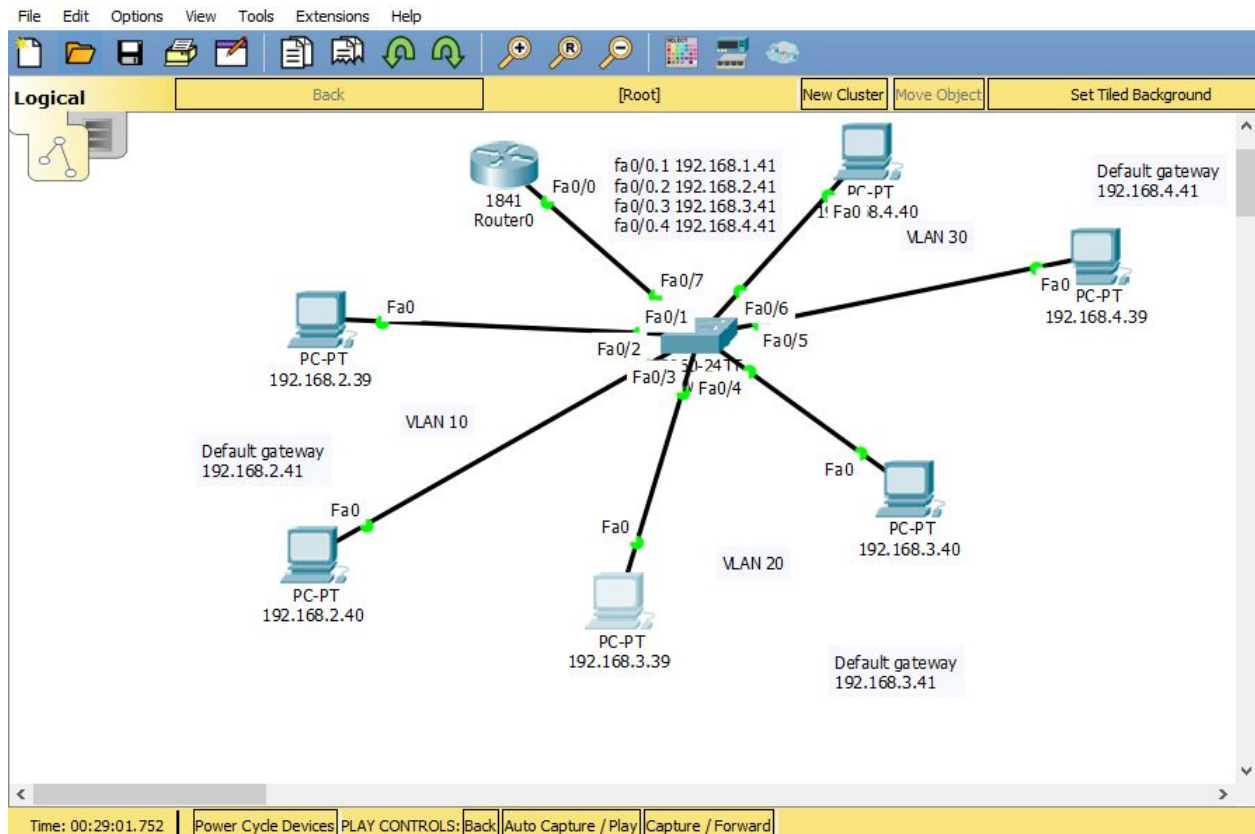 File Edit Options View Tools Extensions Help
Logical Back [Root] New Cluster Move Object Set Tiled Background
fa0/0.1 192.168.1.41
fa0/0.2 192.168.2.41
fa0/0.3 192.168.3.41
fa0/0.4 192.168.4.41
Fa0/0
1841
Router0
PC-PT
Fa0 8.4.40
Default gateway
192.168.4.41
VLAN 30
Fa0
PC-PT
192.168.4.39
Fa0/7
Fa0/6
Fa0/1
Fa0/5
Fa0/2
Fa0/3
Fa0/4
Fa0
PC-PT
192.168.2.39
VLAN 10
Default gateway
192.168.2.41
Fa0
PC-PT
192.168.2.40
Fa0
PC-PT
192.168.3.39
Fa0
PC-PT
192.168.3.40
VLAN 20
Default gateway
192.168.3.41
Time: 00:29:01.752 Power Cycle Devices PLAY CONTROLS: Back Auto Capture / Play Capture / Forward